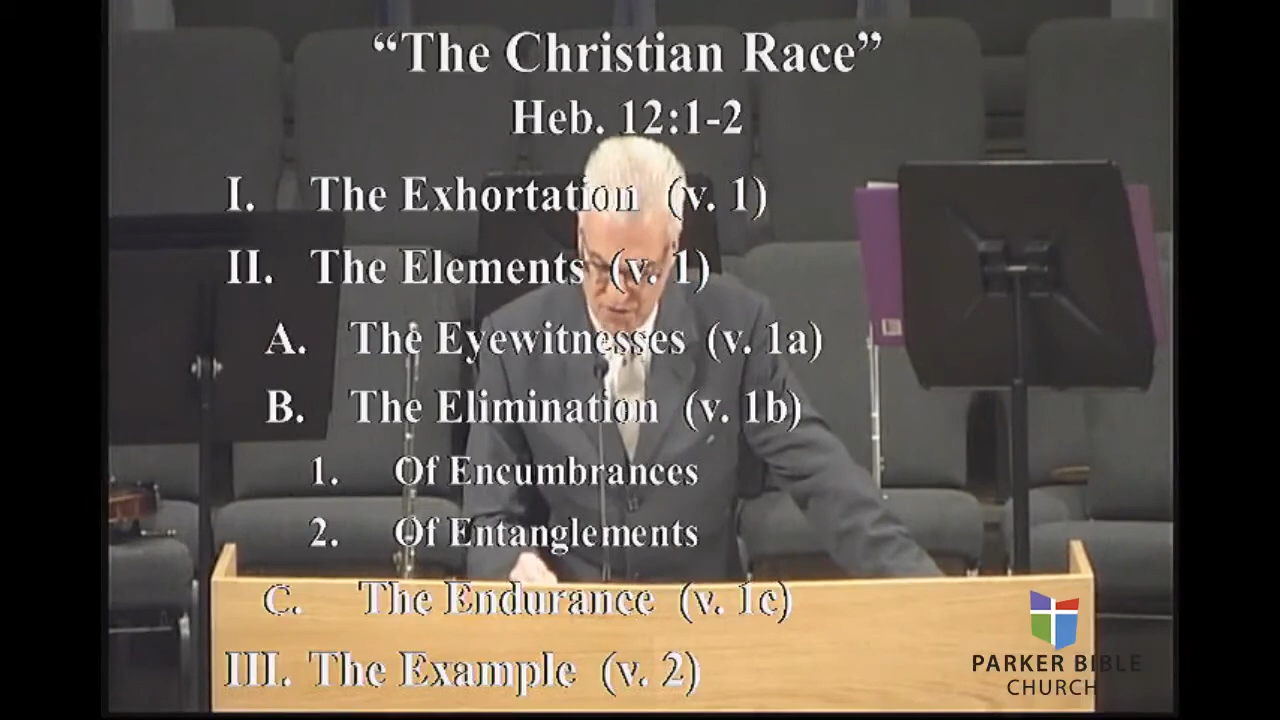 “The Christian Race”
Heb. 12:1-2
I. The Exhortation (v. 1)
II. The Elements (v. 1)
A. The Eyewitnesses (v. 1a)
B. The Elimination (v. 1b)
1. Of Encumbrances
2. Of Entanglements
C. The Endurance (v. 1c)
III. The Example (v. 2)
PARKER BIBLE
CHURCH